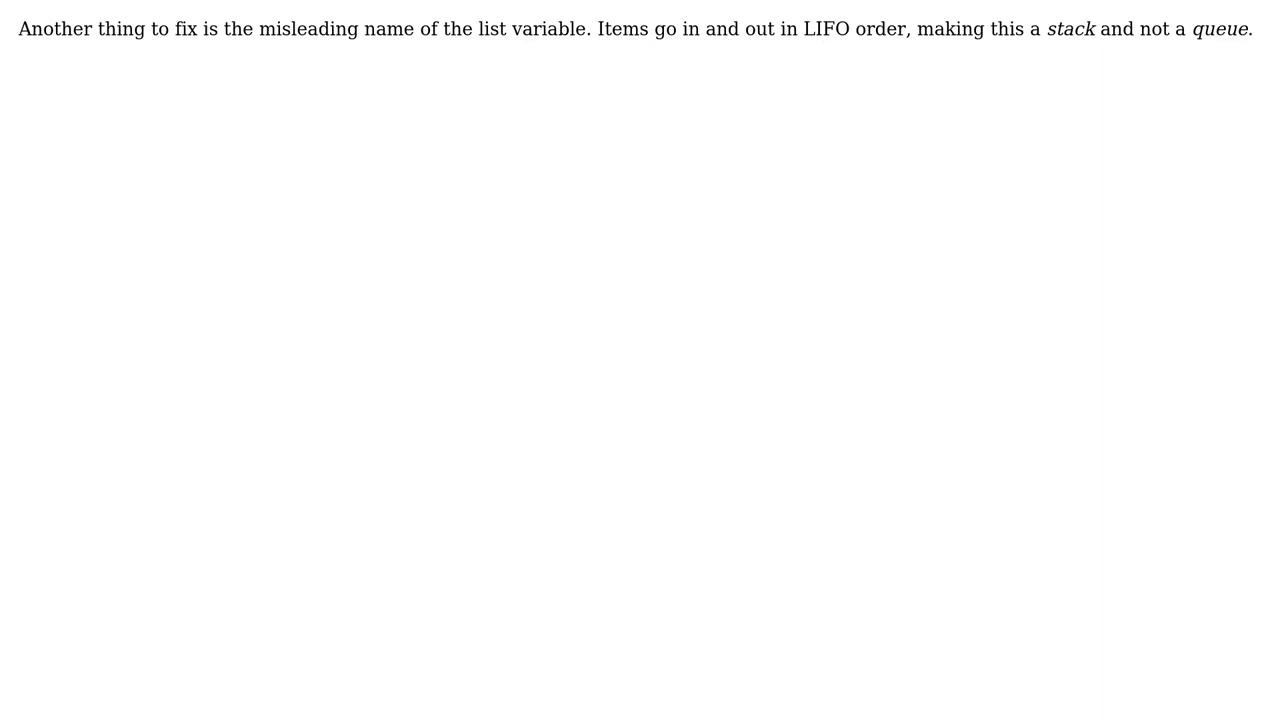 Another thing to fix is the misleading name of the list variable. Items go in and out in LIFO order, making this a stack and not a queue.